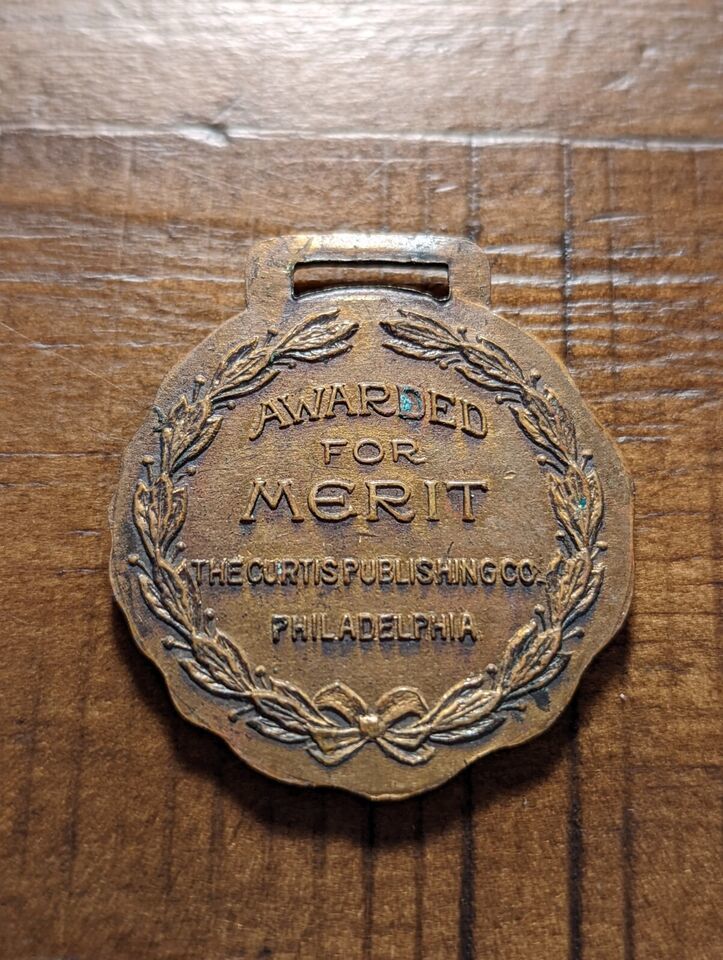 AWARDED
FOR
MERIT
THE CURTIS PUBLISHING CO.
PHILADELPHIA